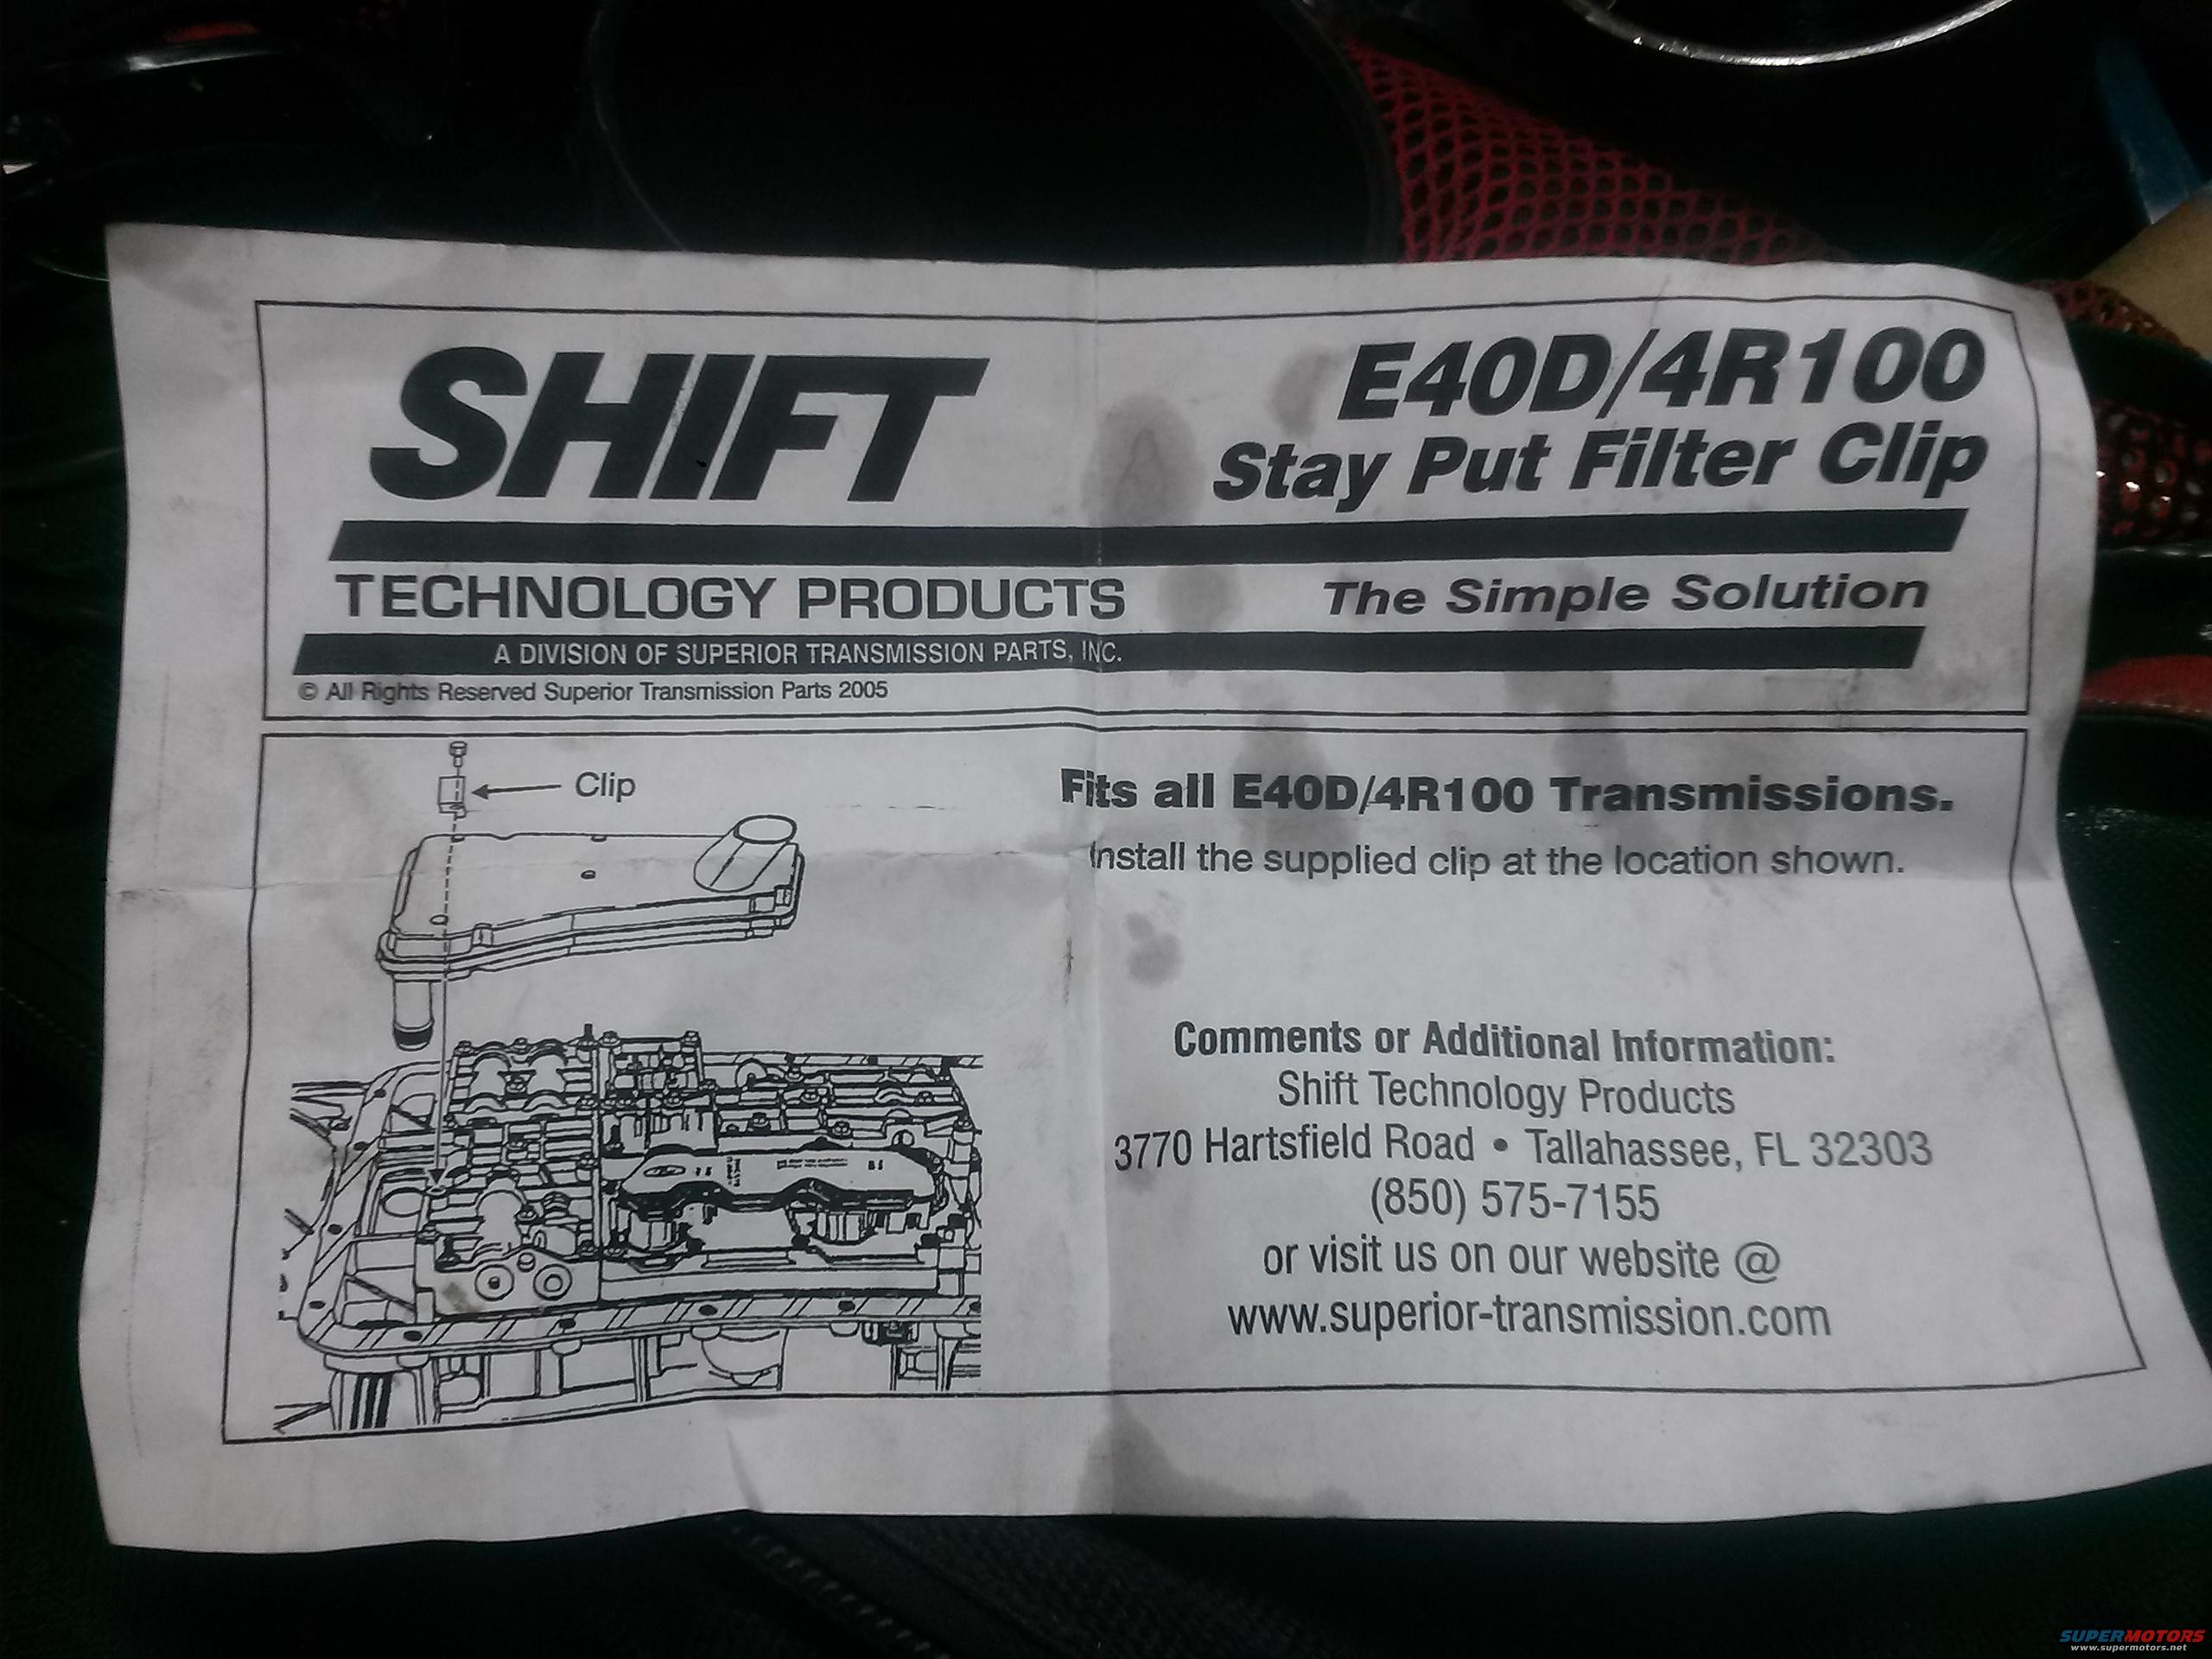 SHIFT
E40D/4R100
Stay Put Filter Clip
TECHNOLOGY PRODUCTS
The Simple Solution
A DIVISION OF SUPERIOR TRANSMISSION PARTS, INC.
© All Rights Reserved Superior Transmission Parts 2005
Clip
Fits all E40D/4R100 Transmissions.
Install the supplied clip at the location shown.
Comments or Additional Information:
Shift Technology Products
3770 Hartsfield Road • Tallahassee, FL 32303
(850) 575-7155
or visit us on our website @
www.superior-transmission.com
SUPERMOTORS
www.supermotors.net